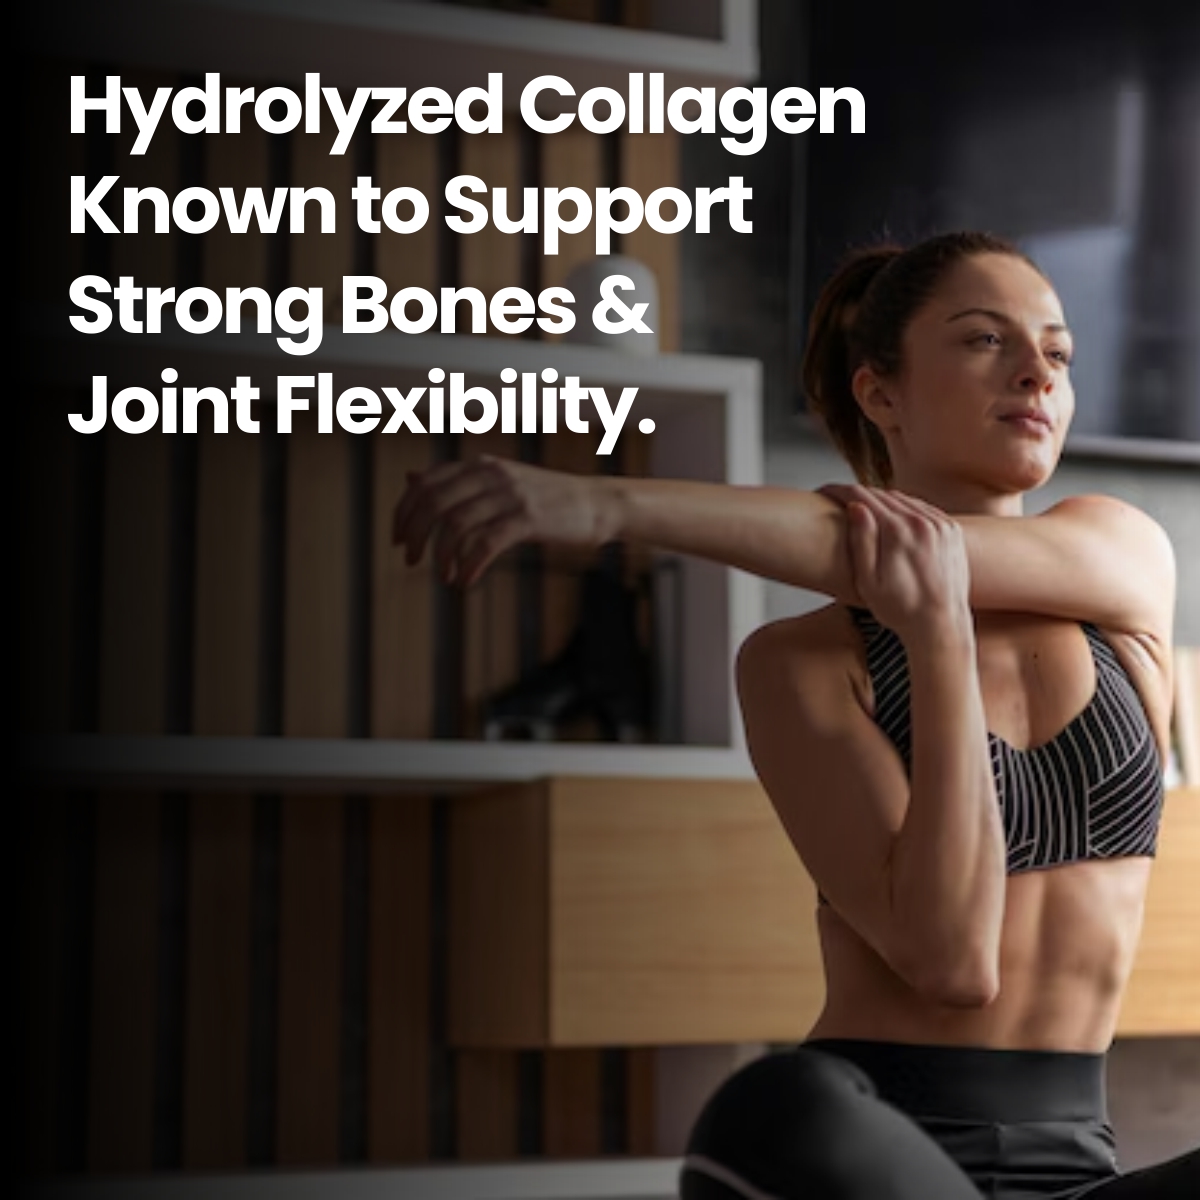 Hydrolyzed Collagen
Known to Support
Strong Bones &
Joint Flexibility.